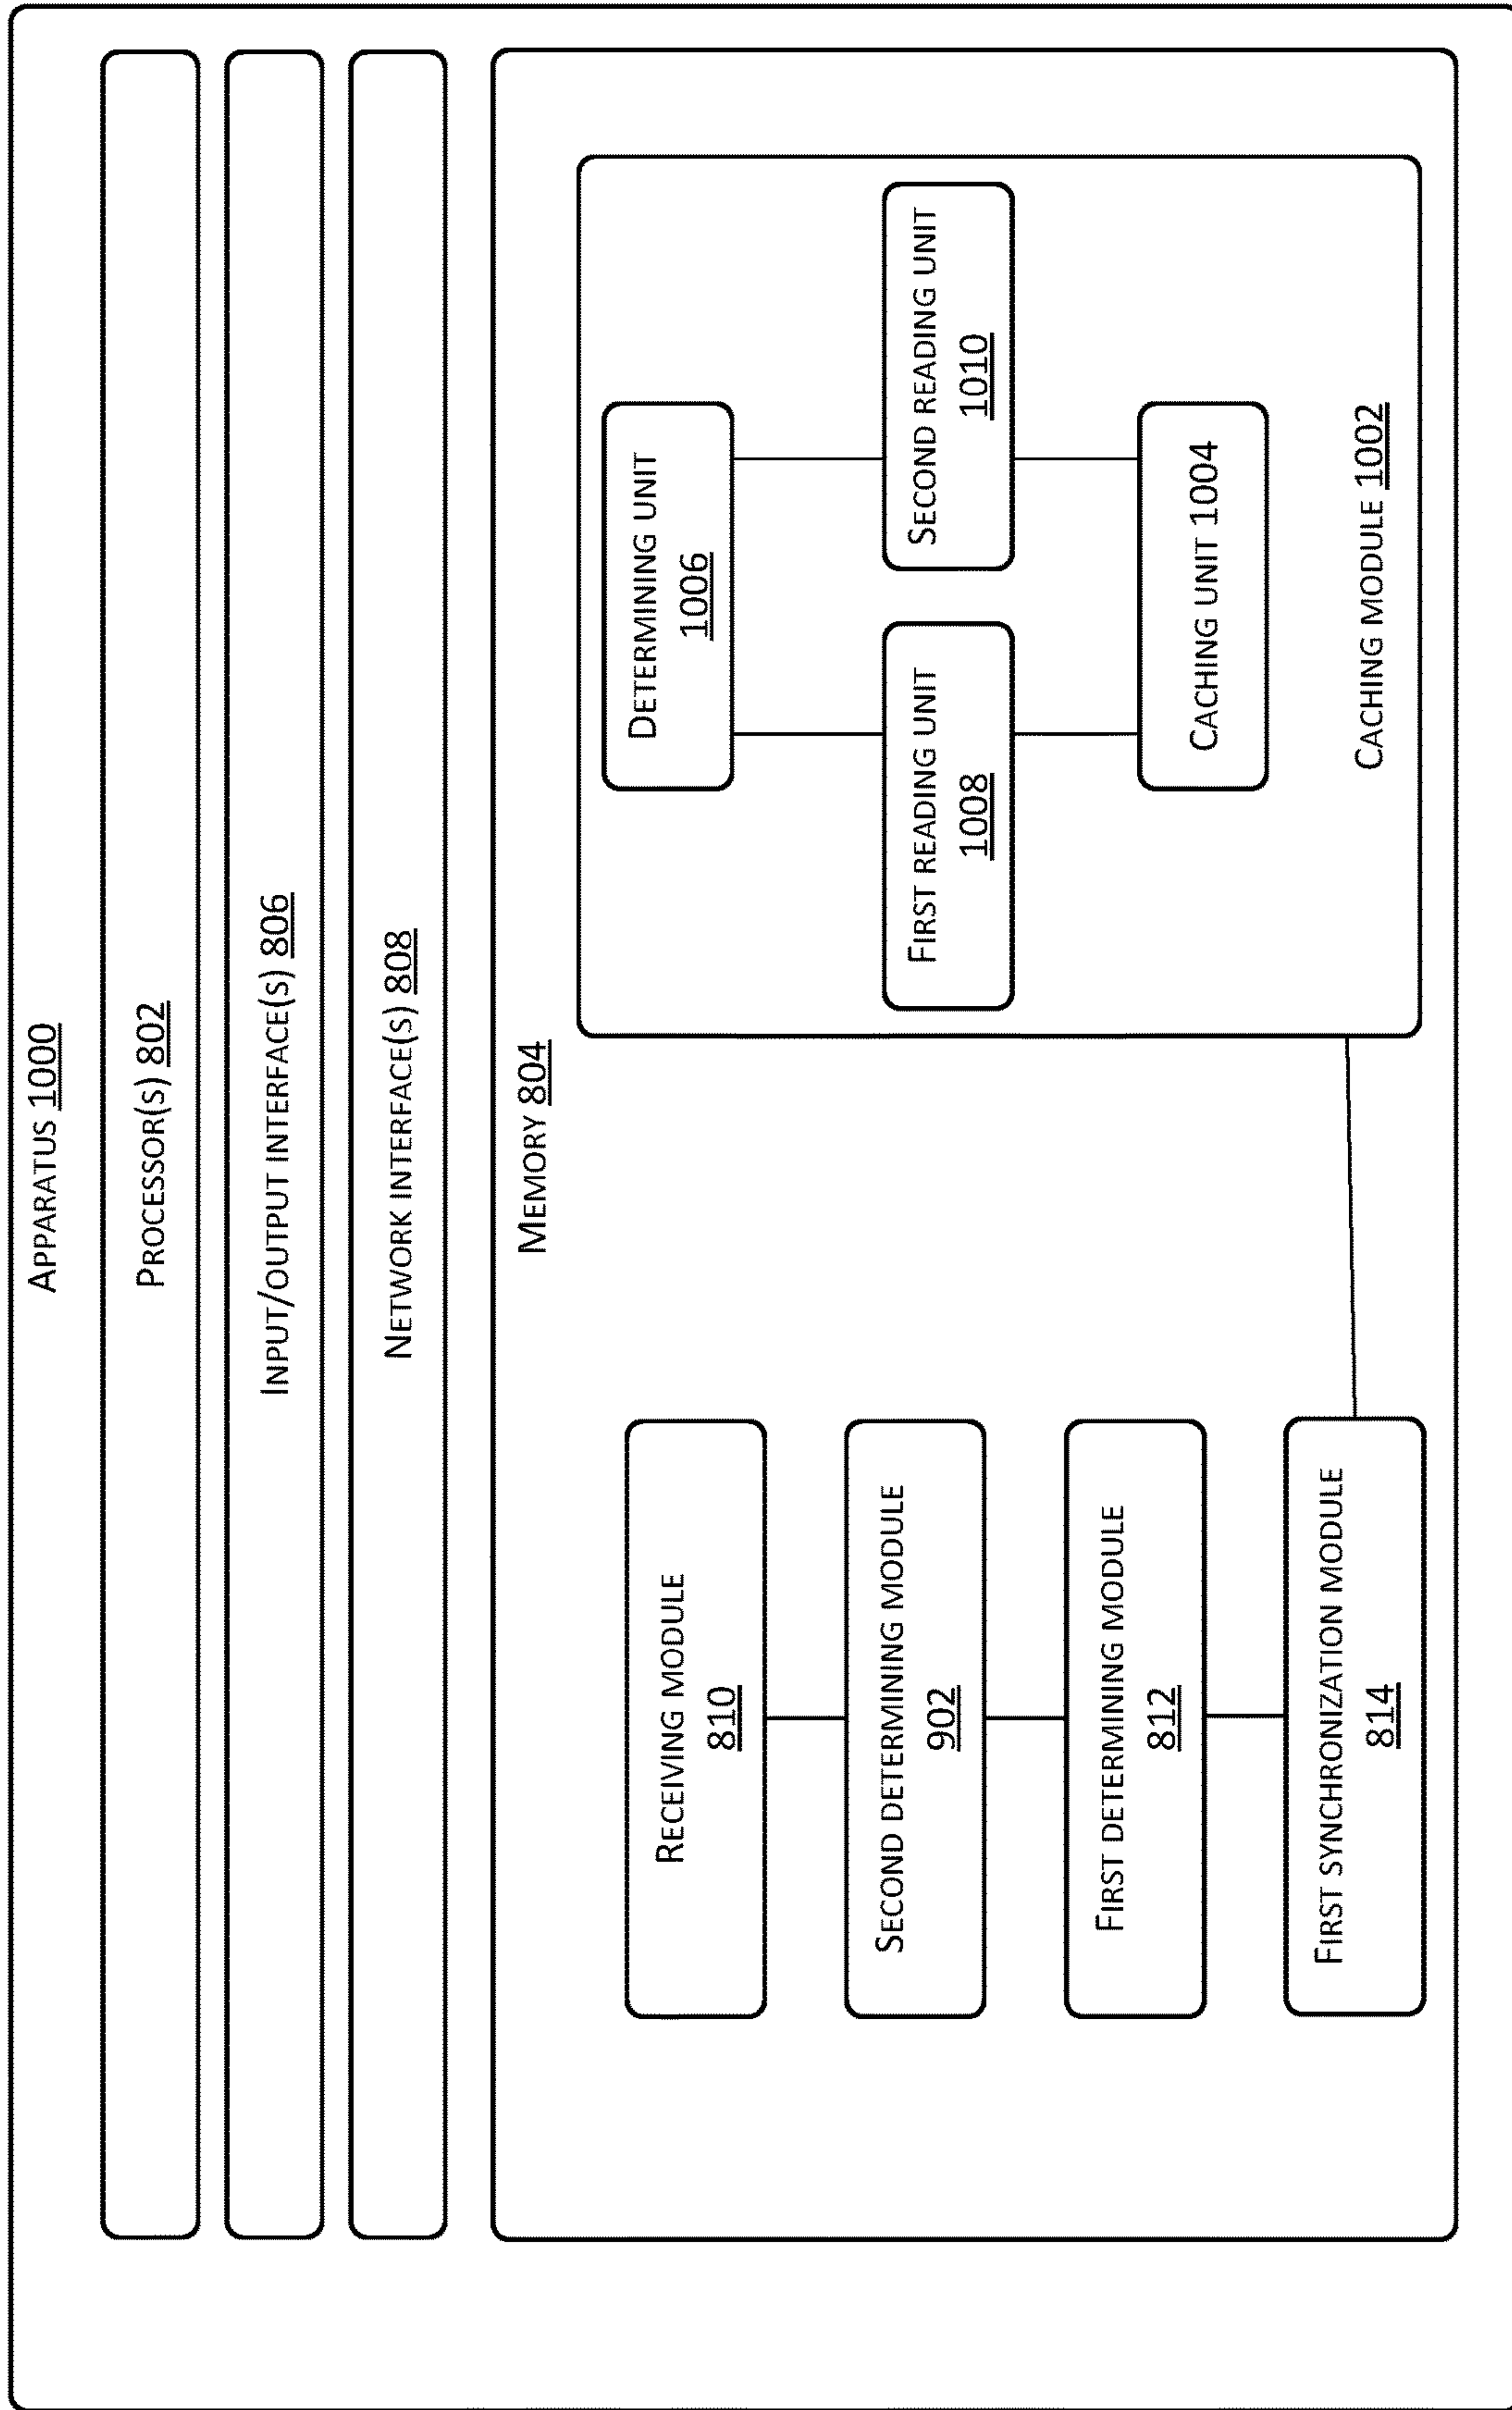 APPARATUS 1000
PROCESSOR(S) 802
INPUT/OUTPUT INTERFACE(S) 806
NETWORK INTERFACE(S) 808
MEMORY 804
RECEIVING MODULE
810
SECOND DETERMINING MODULE
902
FIRST DETERMINING MODULE
812
FIRST SYNCHRONIZATION MODULE
814
DETERMINING UNIT
1006
FIRST READING UNIT
1008
SECOND READING UNIT
1010
CACHING UNIT 1004
CACHING MODULE 1002